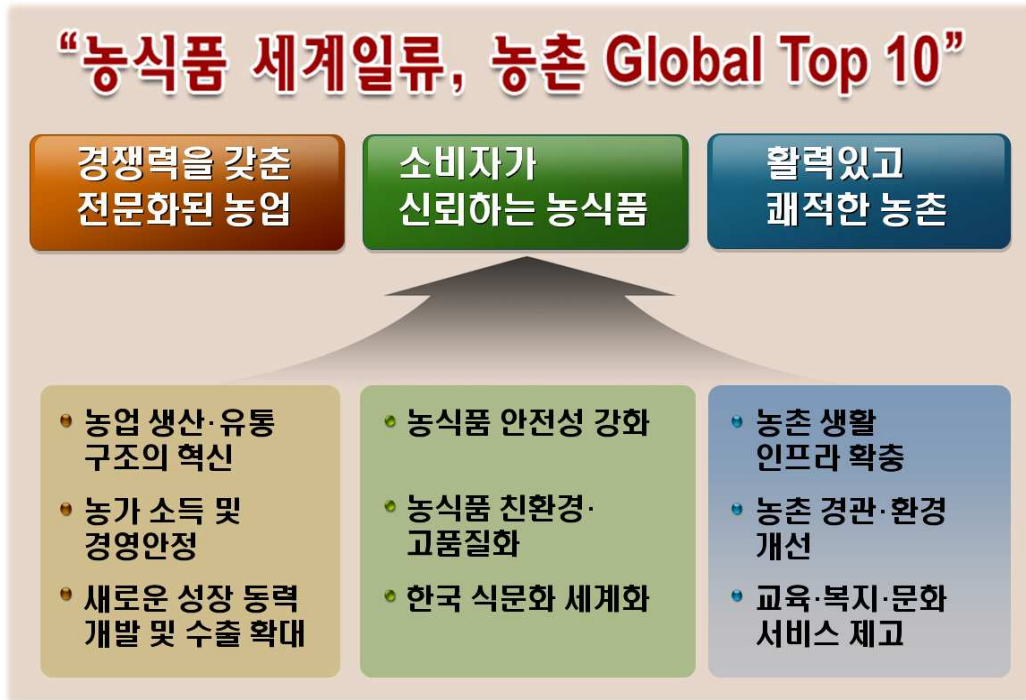 “농식품 세계일류, 농촌 Global Top 10”
경쟁력을 갖춘
전문화된 농업
소비자가
신뢰하는 농식품
활력있고
쾌적한 농촌
농업 생산·유통
구조의 혁신
농가 소득 및
경영안정
새로운 성장 동력
개발 및 수출 확대
농식품 안전성 강화
농식품 친환경·
고품질화
한국 식문화 세계화
농촌 생활
인프라 확충
농촌 경관·환경
개선
교육·복지·문화
서비스 제고